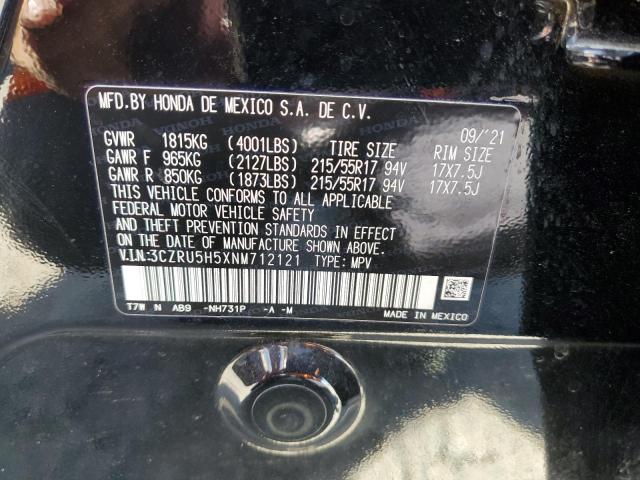 MFD.BY HONDA DE MEXICO S.A. DE C.V.
09/'21
GVWR 1815KG (4001LBS) TIRE SIZE RIM SIZE
GAWR F 965KG (2127LBS) 215/55R17 94V 17X7.5J
GAWR R 850KG (1873LBS) 215/55R17 94V 17X7.5J
THIS VEHICLE CONFORMS TO ALL APPLICABLE
FEDERAL MOTOR VEHICLE SAFETY
AND THEFT PREVENTION STANDARDS IN EFFECT
ON THE DATE OF MANUFACTURE SHOWN ABOVE.
V.I.N:3CZRU5H5XNM712121 TYPE: MPV
T7W N AB9 -NH731P -A -M MADE IN MEXICO